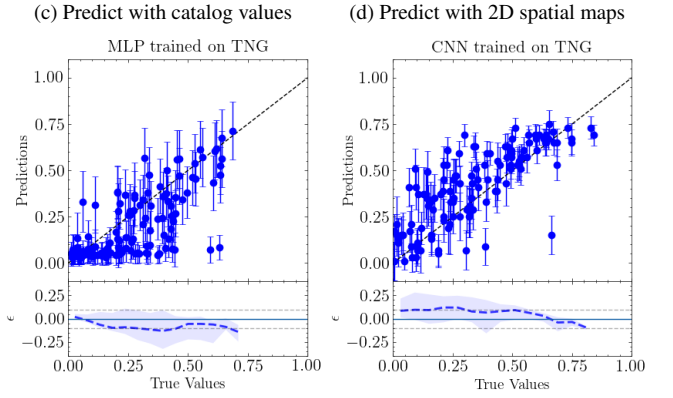 (c) Predict with catalog values
(d) Predict with 2D spatial maps
MLP trained on TNG
CNN trained on TNG
1.00
0.75
0.50
0.25
0.00
Predictions
1.00
0.75
0.50
0.25
0.00
Predictions
0.25
0.00
−0.25
ϵ
0.25
0.00
−0.25
ϵ
0.00 0.25 0.50 0.75 1.00
True Values
0.00 0.25 0.50 0.75 1.00
True Values